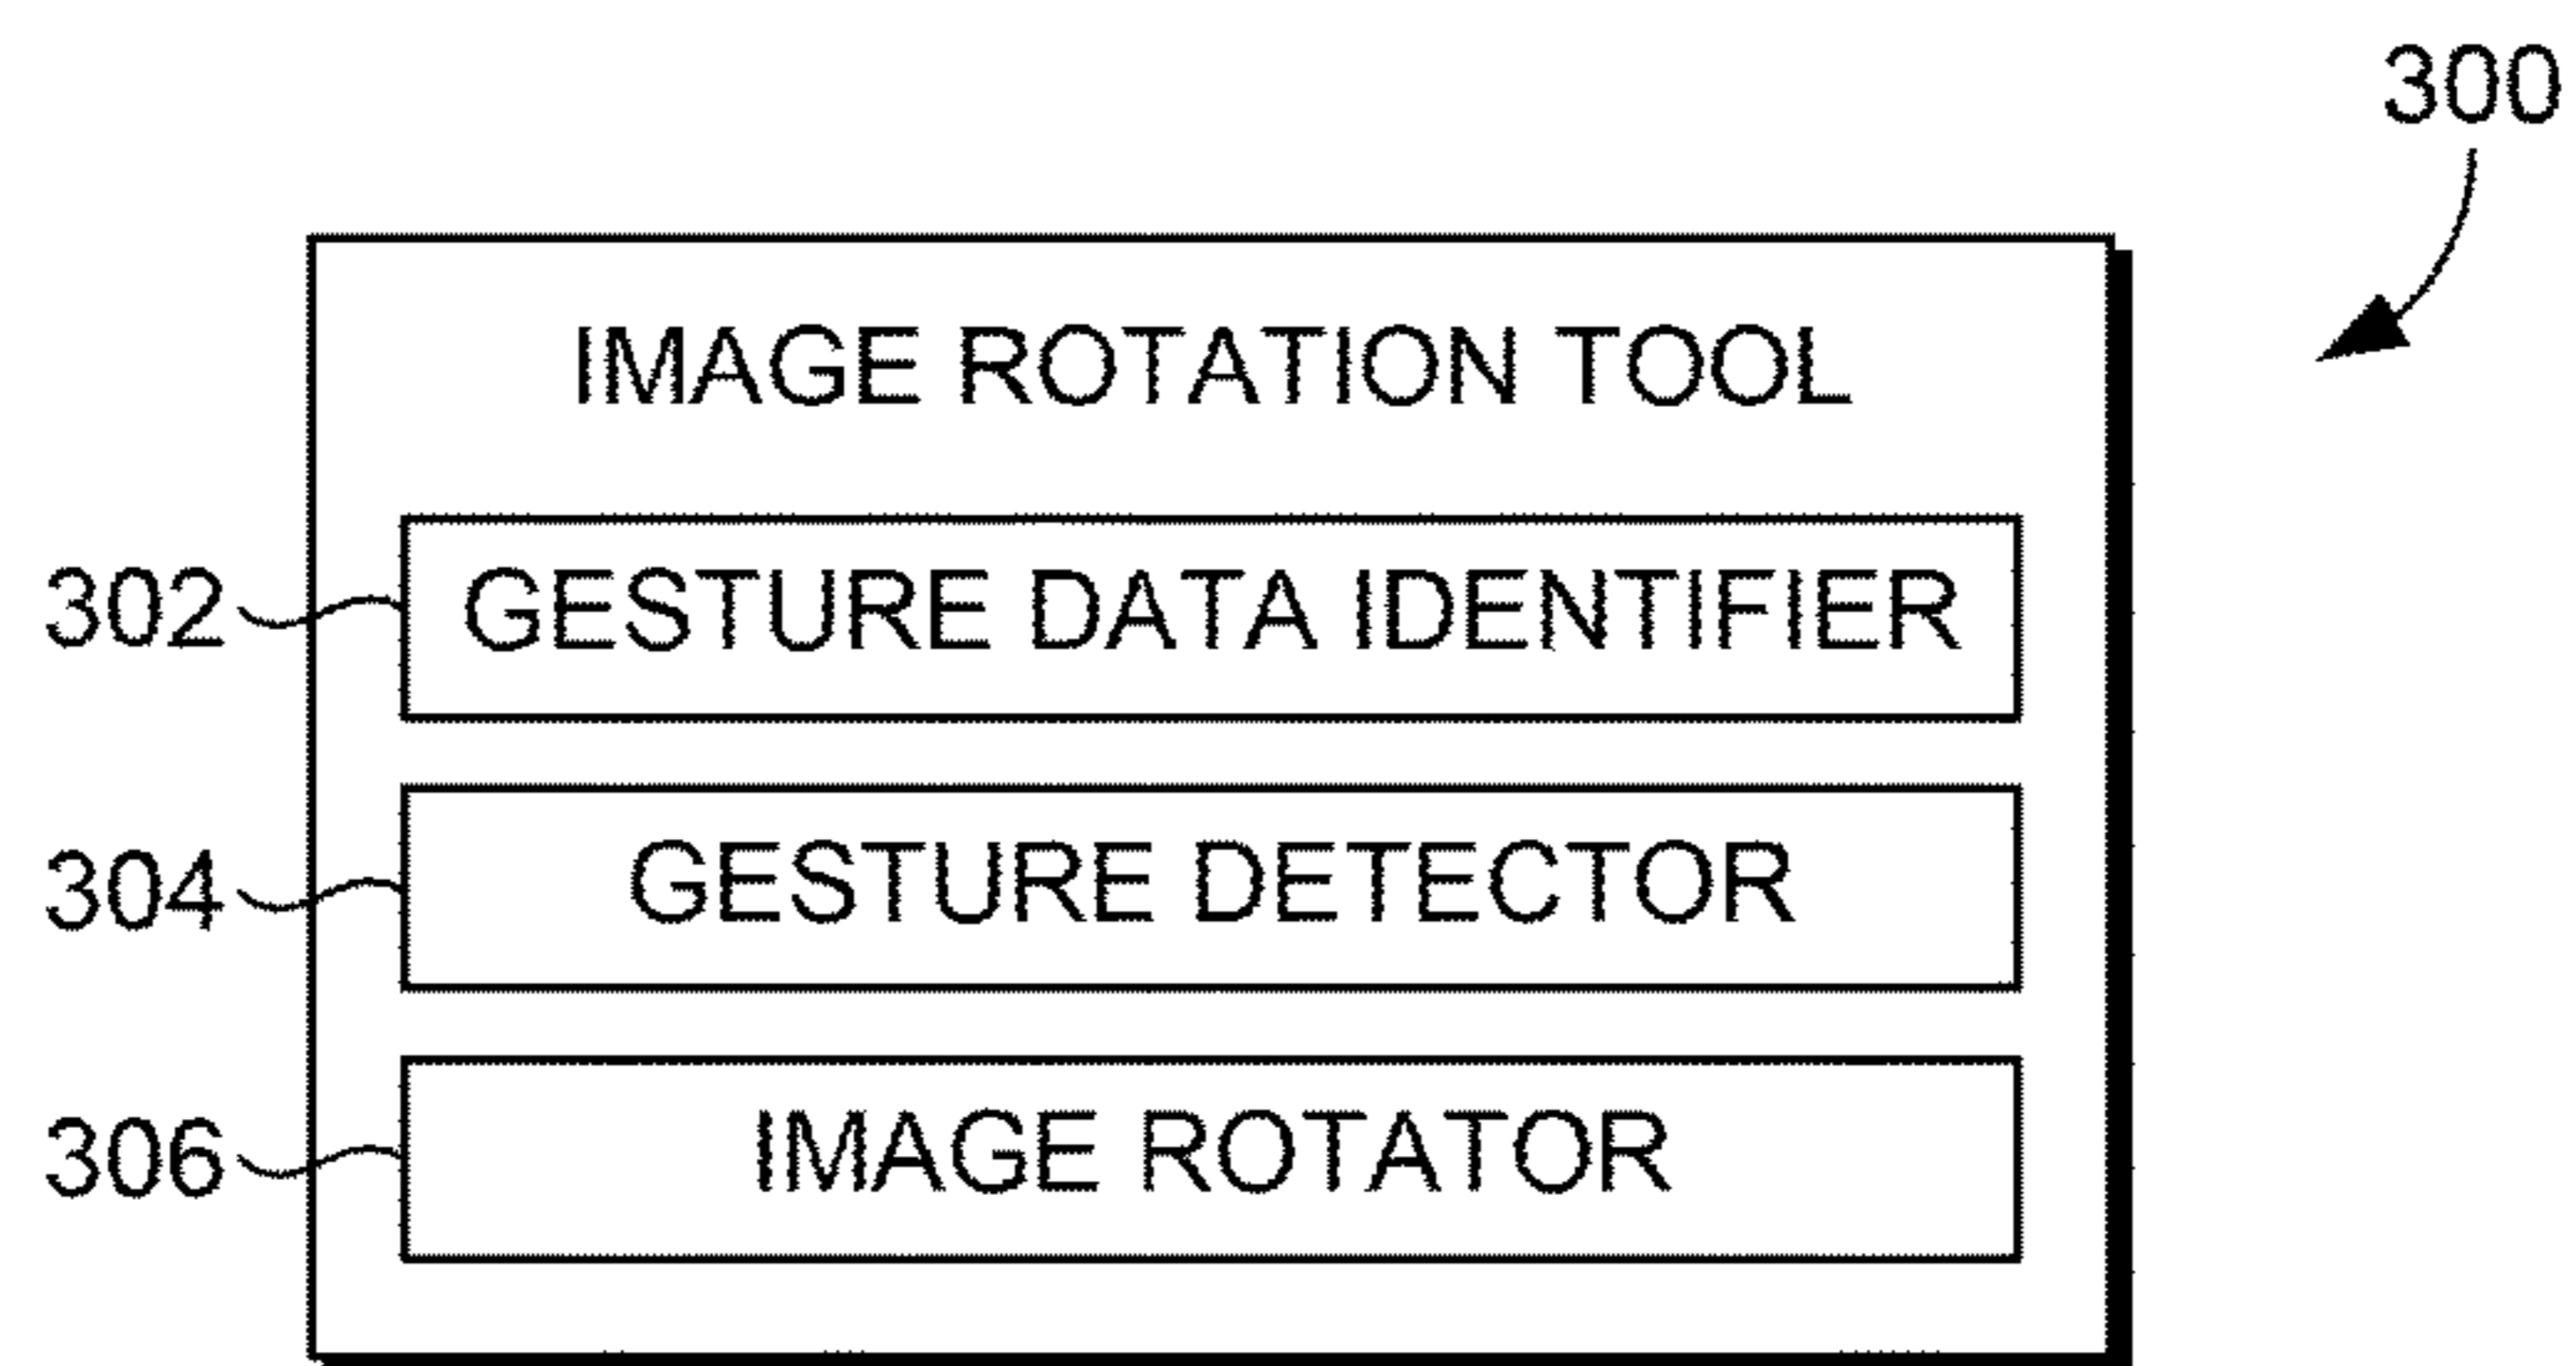 300
IMAGE ROTATION TOOL
302 GESTURE DATA IDENTIFIER
304 GESTURE DETECTOR
306 IMAGE ROTATOR